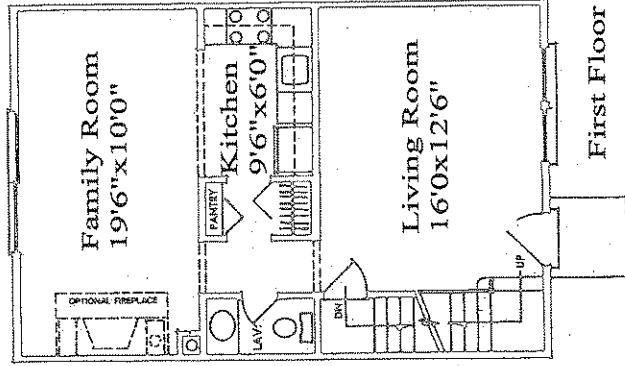 Family Room
19'6"x10'0"
OPTIONAL FIREPLACE
PANTRY
Kitchen
9'6"x6'0"
LAV.
Living Room
16'0x12'6"
DN
UP
First Floor